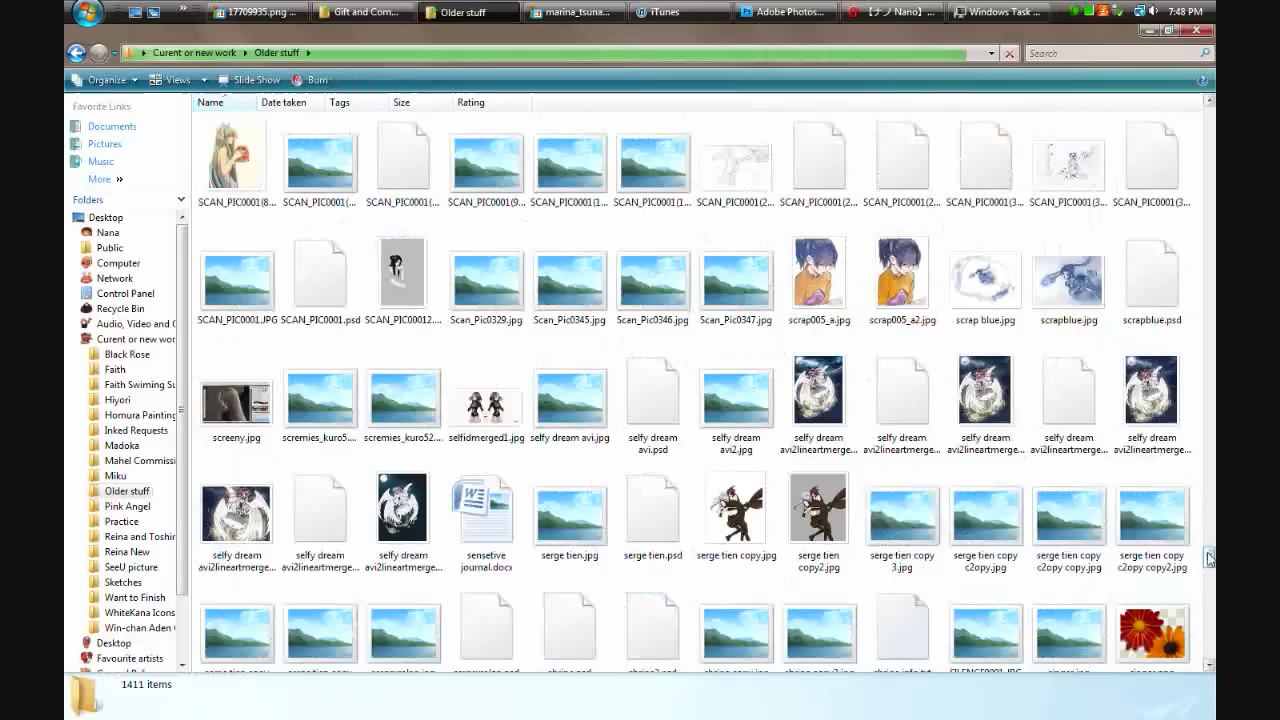 17709935.png ...
Gift and Com...
Older stuff
marina_tsuna...
iTunes
Adobe Photos...
【ナノ Nano】...
Windows Task ...
7:48 PM
Curent or new work
Older stuff
Search
Organize
Views
Slide Show
Burn
Favorite Links
Documents
Pictures
Music
More »
Folders
Desktop
Nana
Public
Computer
Network
Control Panel
Recycle Bin
Audio, Video and
Curent or new wor
Black Rose
Faith
Faith Swiming Su
Hiyori
Homura Painting
Inked Requests
Madoka
Mahel Commissi
Miku
Older stuff
Pink Angel
Practice
Reina and Toshir
Reina New
SeeU picture
Sketches
Want to Finish
WhiteKana Icons
Win-chan Aden
Desktop
Favourite artists
Name Date taken Tags Size Rating
SCAN_PIC0001(8... SCAN_PIC0001(... SCAN_PIC0001(... SCAN_PIC0001(9... SCAN_PIC0001(1... SCAN_PIC0001(1... SCAN_PIC0001(2... SCAN_PIC0001(2... SCAN_PIC0001(2... SCAN_PIC0001(3... SCAN_PIC0001(3... SCAN_PIC0001(3...
SCAN_PIC0001.JPG SCAN_PIC0001.psd SCAN_PIC00012.... Scan_Pic0329.jpg Scan_Pic0345.jpg Scan_Pic0346.jpg Scan_Pic0347.jpg scrap005_a.jpg scrap005_a2.jpg scrap blue.jpg scrapblue.jpg scrapblue.psd
screeny.jpg scremies_kuro5.... scremies_kuro52.... selfidmerged1.jpg selfy dream avi.jpg selfy dream selfy dream selfy dream selfy dream selfy dream selfy dream selfy dream
avi.psd avi2.jpg avi2lineartmerge... avi2lineartmerge... avi2lineartmerge... avi2lineartmerge... avi2lineartmerge...
selfy dream selfy dream selfy dream sensetive serge tien.jpg serge tien.psd serge tien copy.jpg serge tien serge tien copy serge tien copy serge tien copy serge tien copy
avi2lineartmerge... avi2lineartmerge... avi2lineartmerge... journal.docx copy2.jpg 3.jpg c2opy.jpg c2opy copy.jpg c2opy copy2.jpg
1411 items